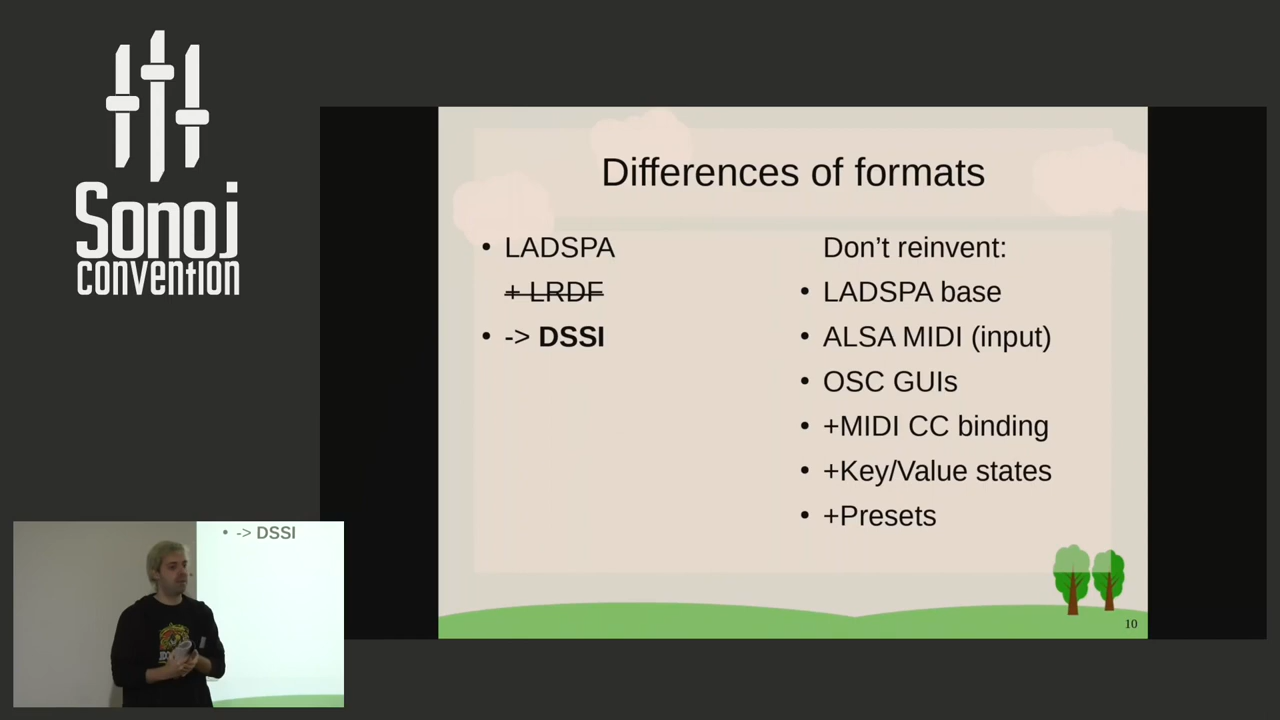 Sonoj
convention
Differences of formats
• LADSPA
+ LRDF
• -> DSSI
Don't reinvent:
• LADSPA base
• ALSA MIDI (input)
• OSC GUIs
• +MIDI CC binding
• +Key/Value states
• +Presets
10
• -> DSSI